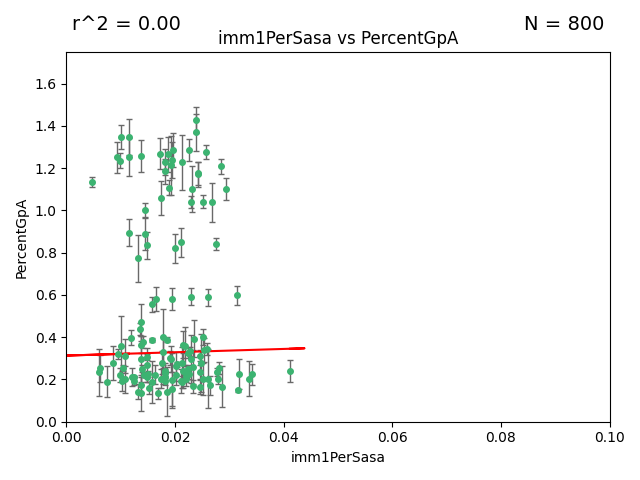 r^2 = 0.00
N = 800
imm1PerSasa vs PercentGpA
PercentGpA
1.6
1.4
1.2
1.0
0.8
0.6
0.4
0.2
0.0
0.00 0.02 0.04 0.06 0.08 0.10
imm1PerSasa